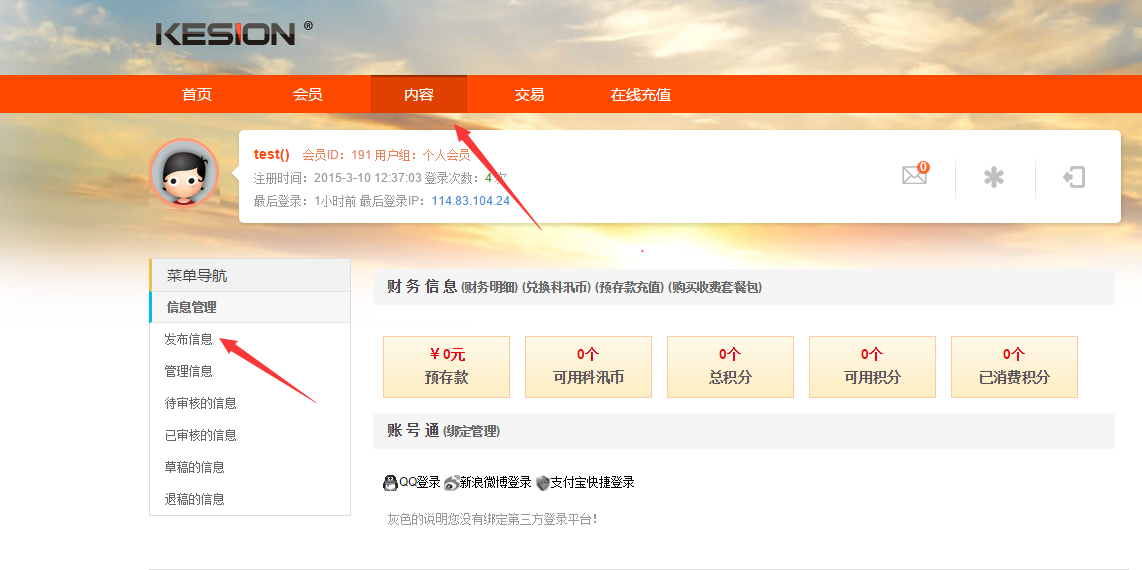 KESION ®
首页 会员 内容 交易 在线充值
test() 会员ID：191 用户组：个人会员
注册时间：2015-3-10 12:37:03 登录次数：4 次
最后登录：1小时前 最后登录IP：114.83.104.24
0
菜单导航
信息管理
发布信息
管理信息
待审核的信息
已审核的信息
草稿的信息
退稿的信息
财 务 信 息 (财务明细) (兑换科汛币) (预存款充值) (购买收费套餐包)
￥0元 0个 0个 0个 0个
预存款 可用科汛币 总积分 可用积分 已消费积分
账 号 通 (绑定管理)
QQ登录 新浪微博登录 支付宝快捷登录
灰色的说明您没有绑定第三方登录平台！